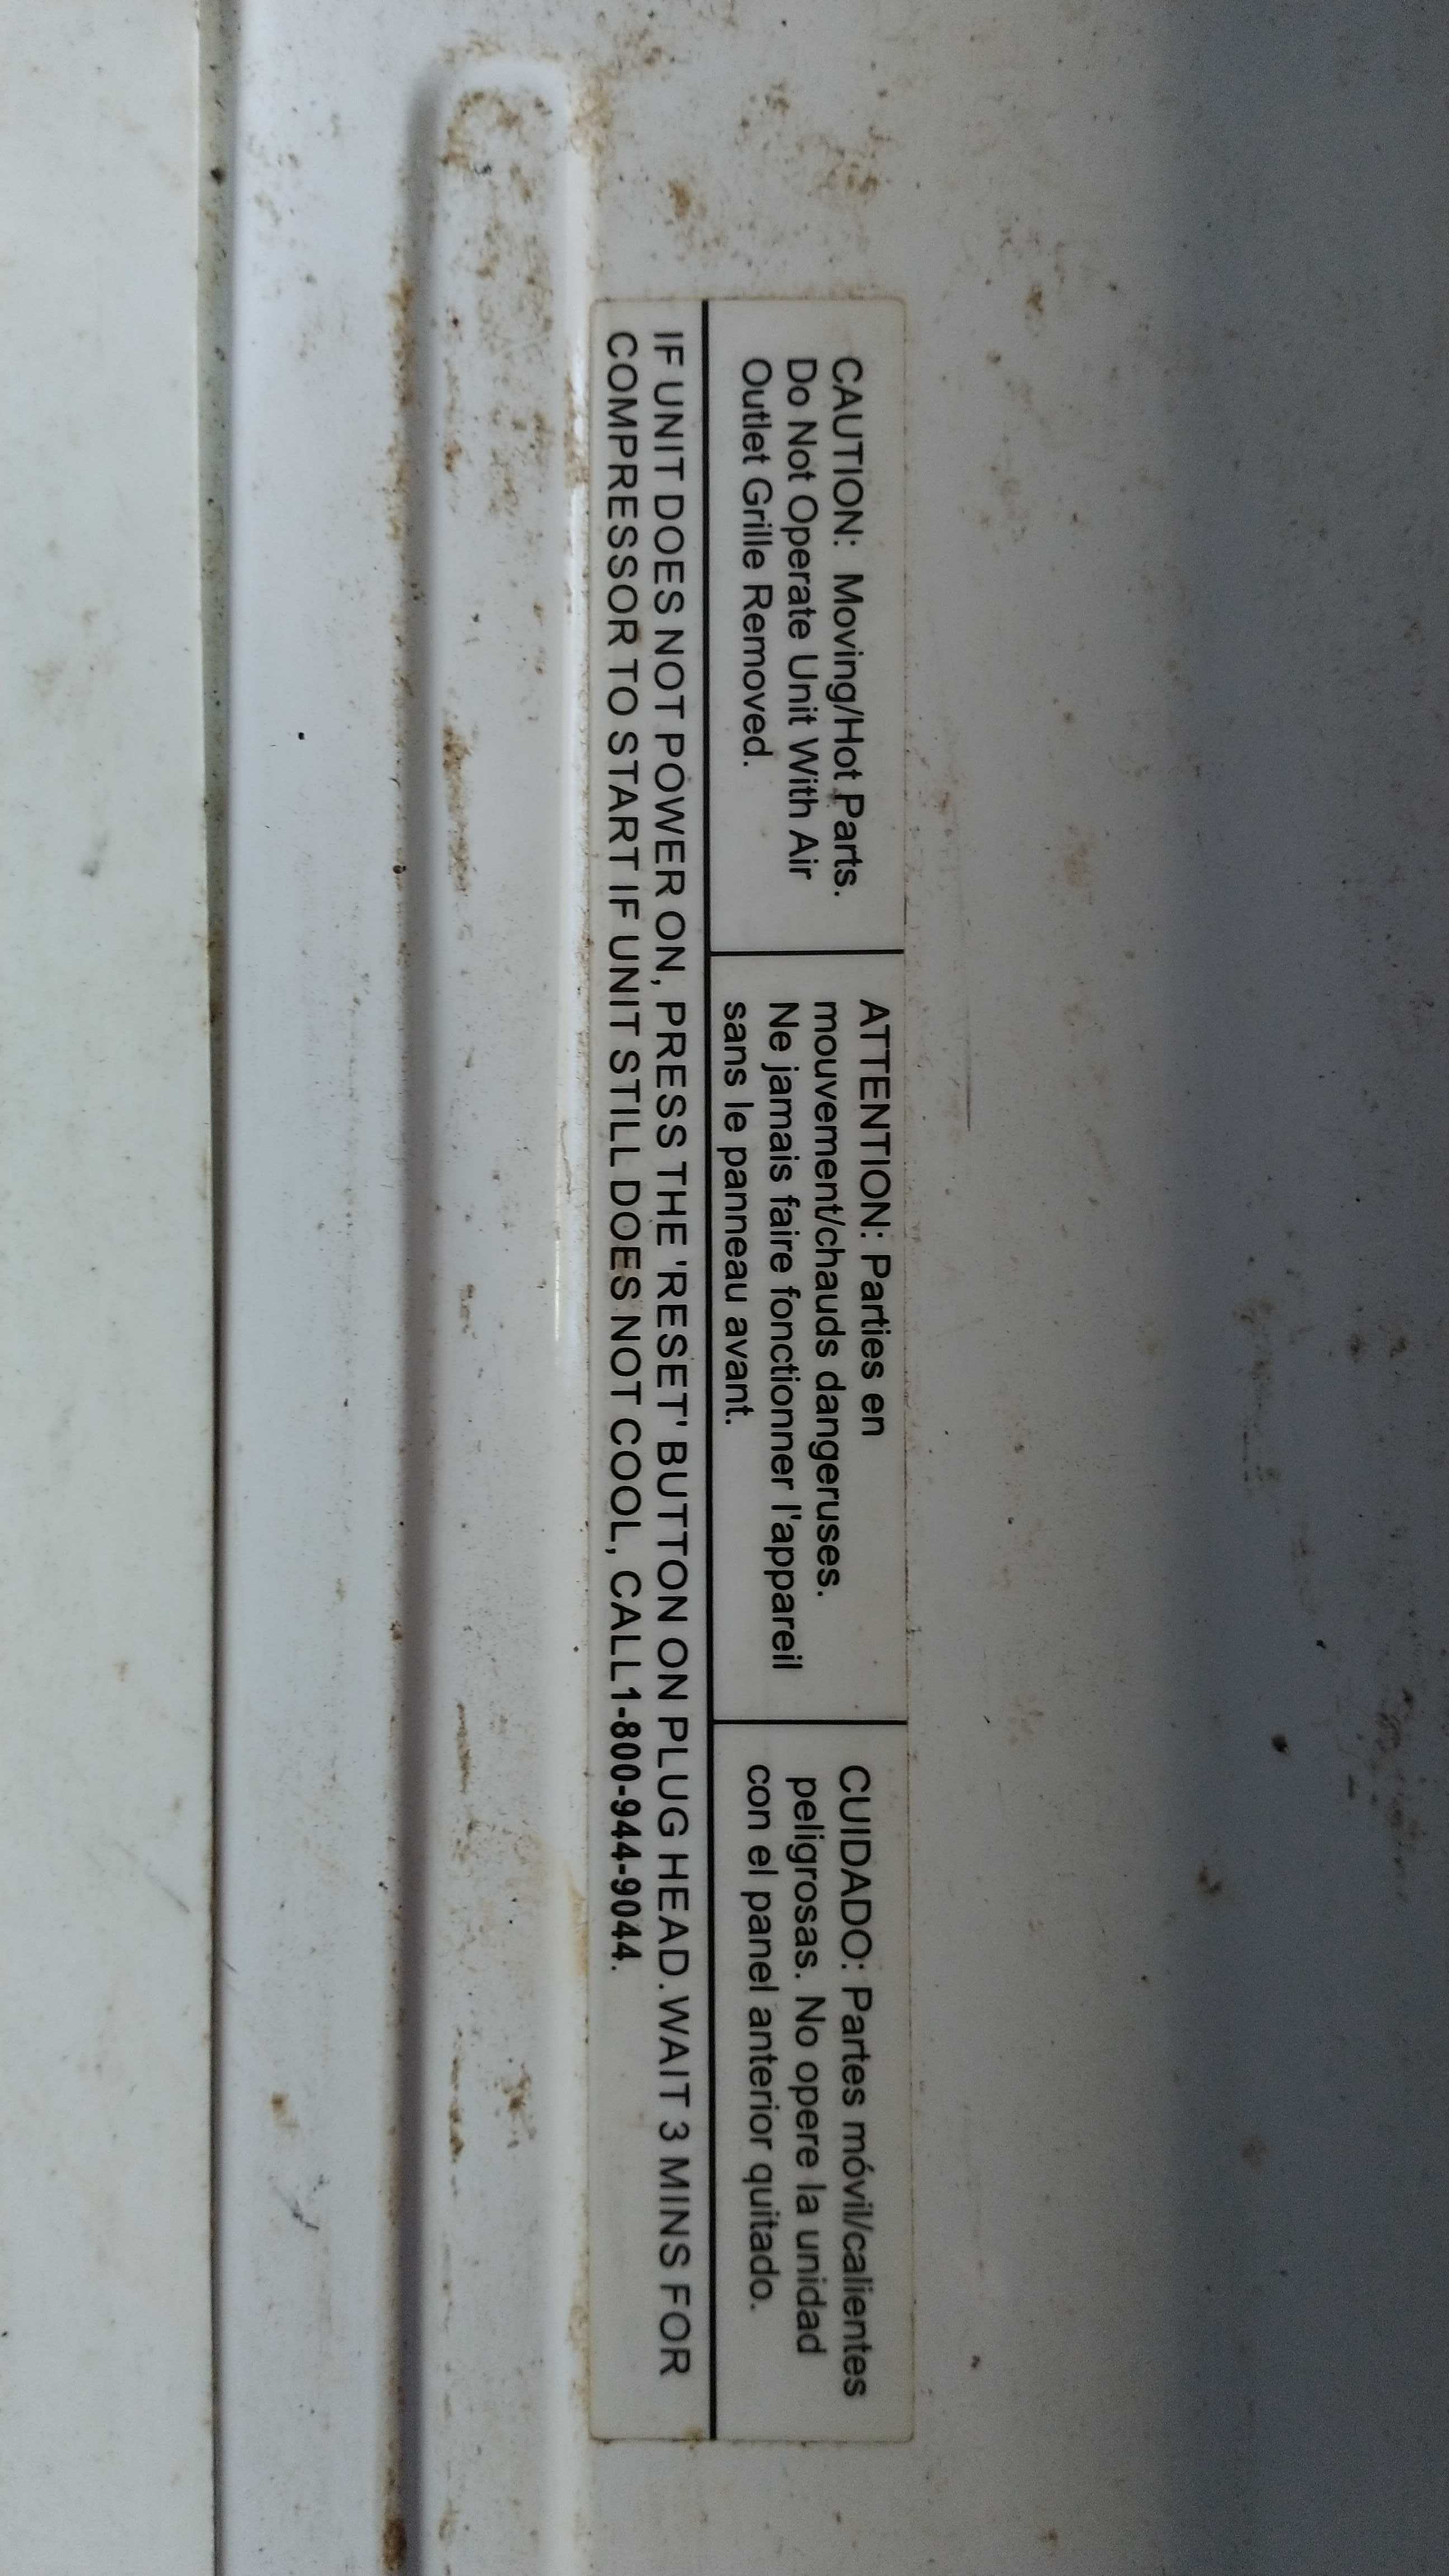 CAUTION: Moving/Hot Parts.
Do Not Operate Unit With Air
Outlet Grille Removed.
ATTENTION: Parties en
mouvement/chauds dangeruses.
Ne jamais faire fonctionner l'appareil
sans le panneau avant.
CUIDADO: Partes móvil/calientes
peligrosas. No opere la unidad
con el panel anterior quitado.
IF UNIT DOES NOT POWER ON, PRESS THE 'RESET' BUTTON ON PLUG HEAD. WAIT 3 MINS FOR
COMPRESSOR TO START IF UNIT STILL DOES NOT COOL, CALL1-800-944-9044.